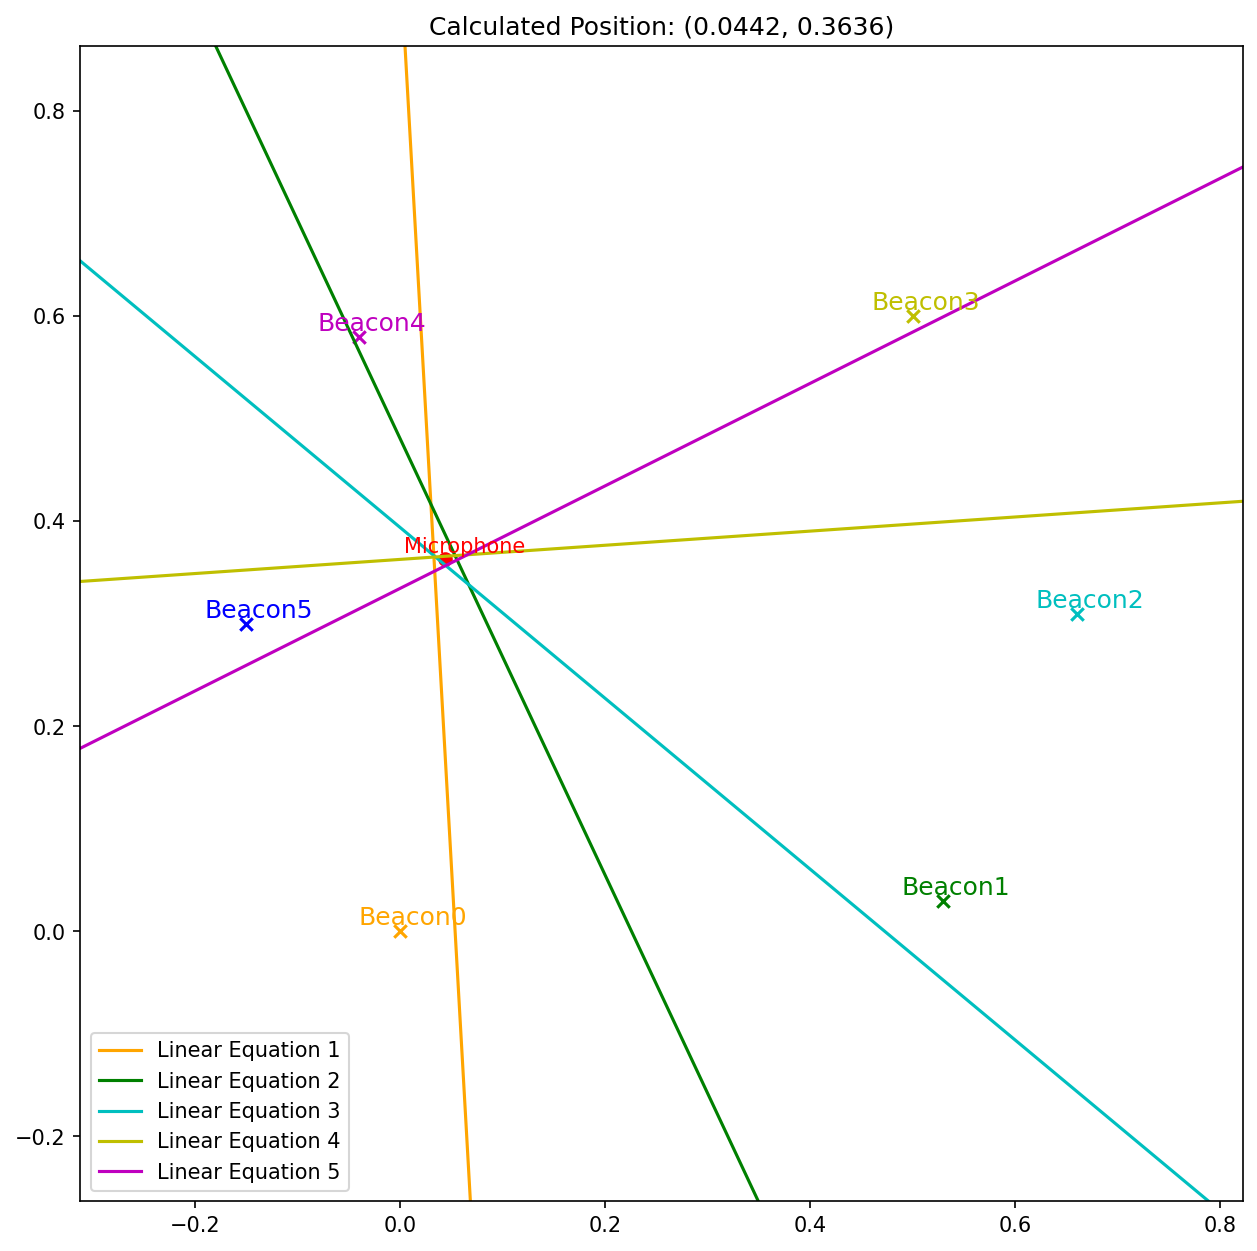 Calculated Position: (0.0442, 0.3636)
0.8
0.6
0.4
0.2
0.0
−0.2
Beacon3
Beacon4
Microphone
Beacon2
Beacon5
Beacon1
Beacon0
Linear Equation 1
Linear Equation 2
Linear Equation 3
Linear Equation 4
Linear Equation 5
−0.2 0.0 0.2 0.4 0.6 0.8